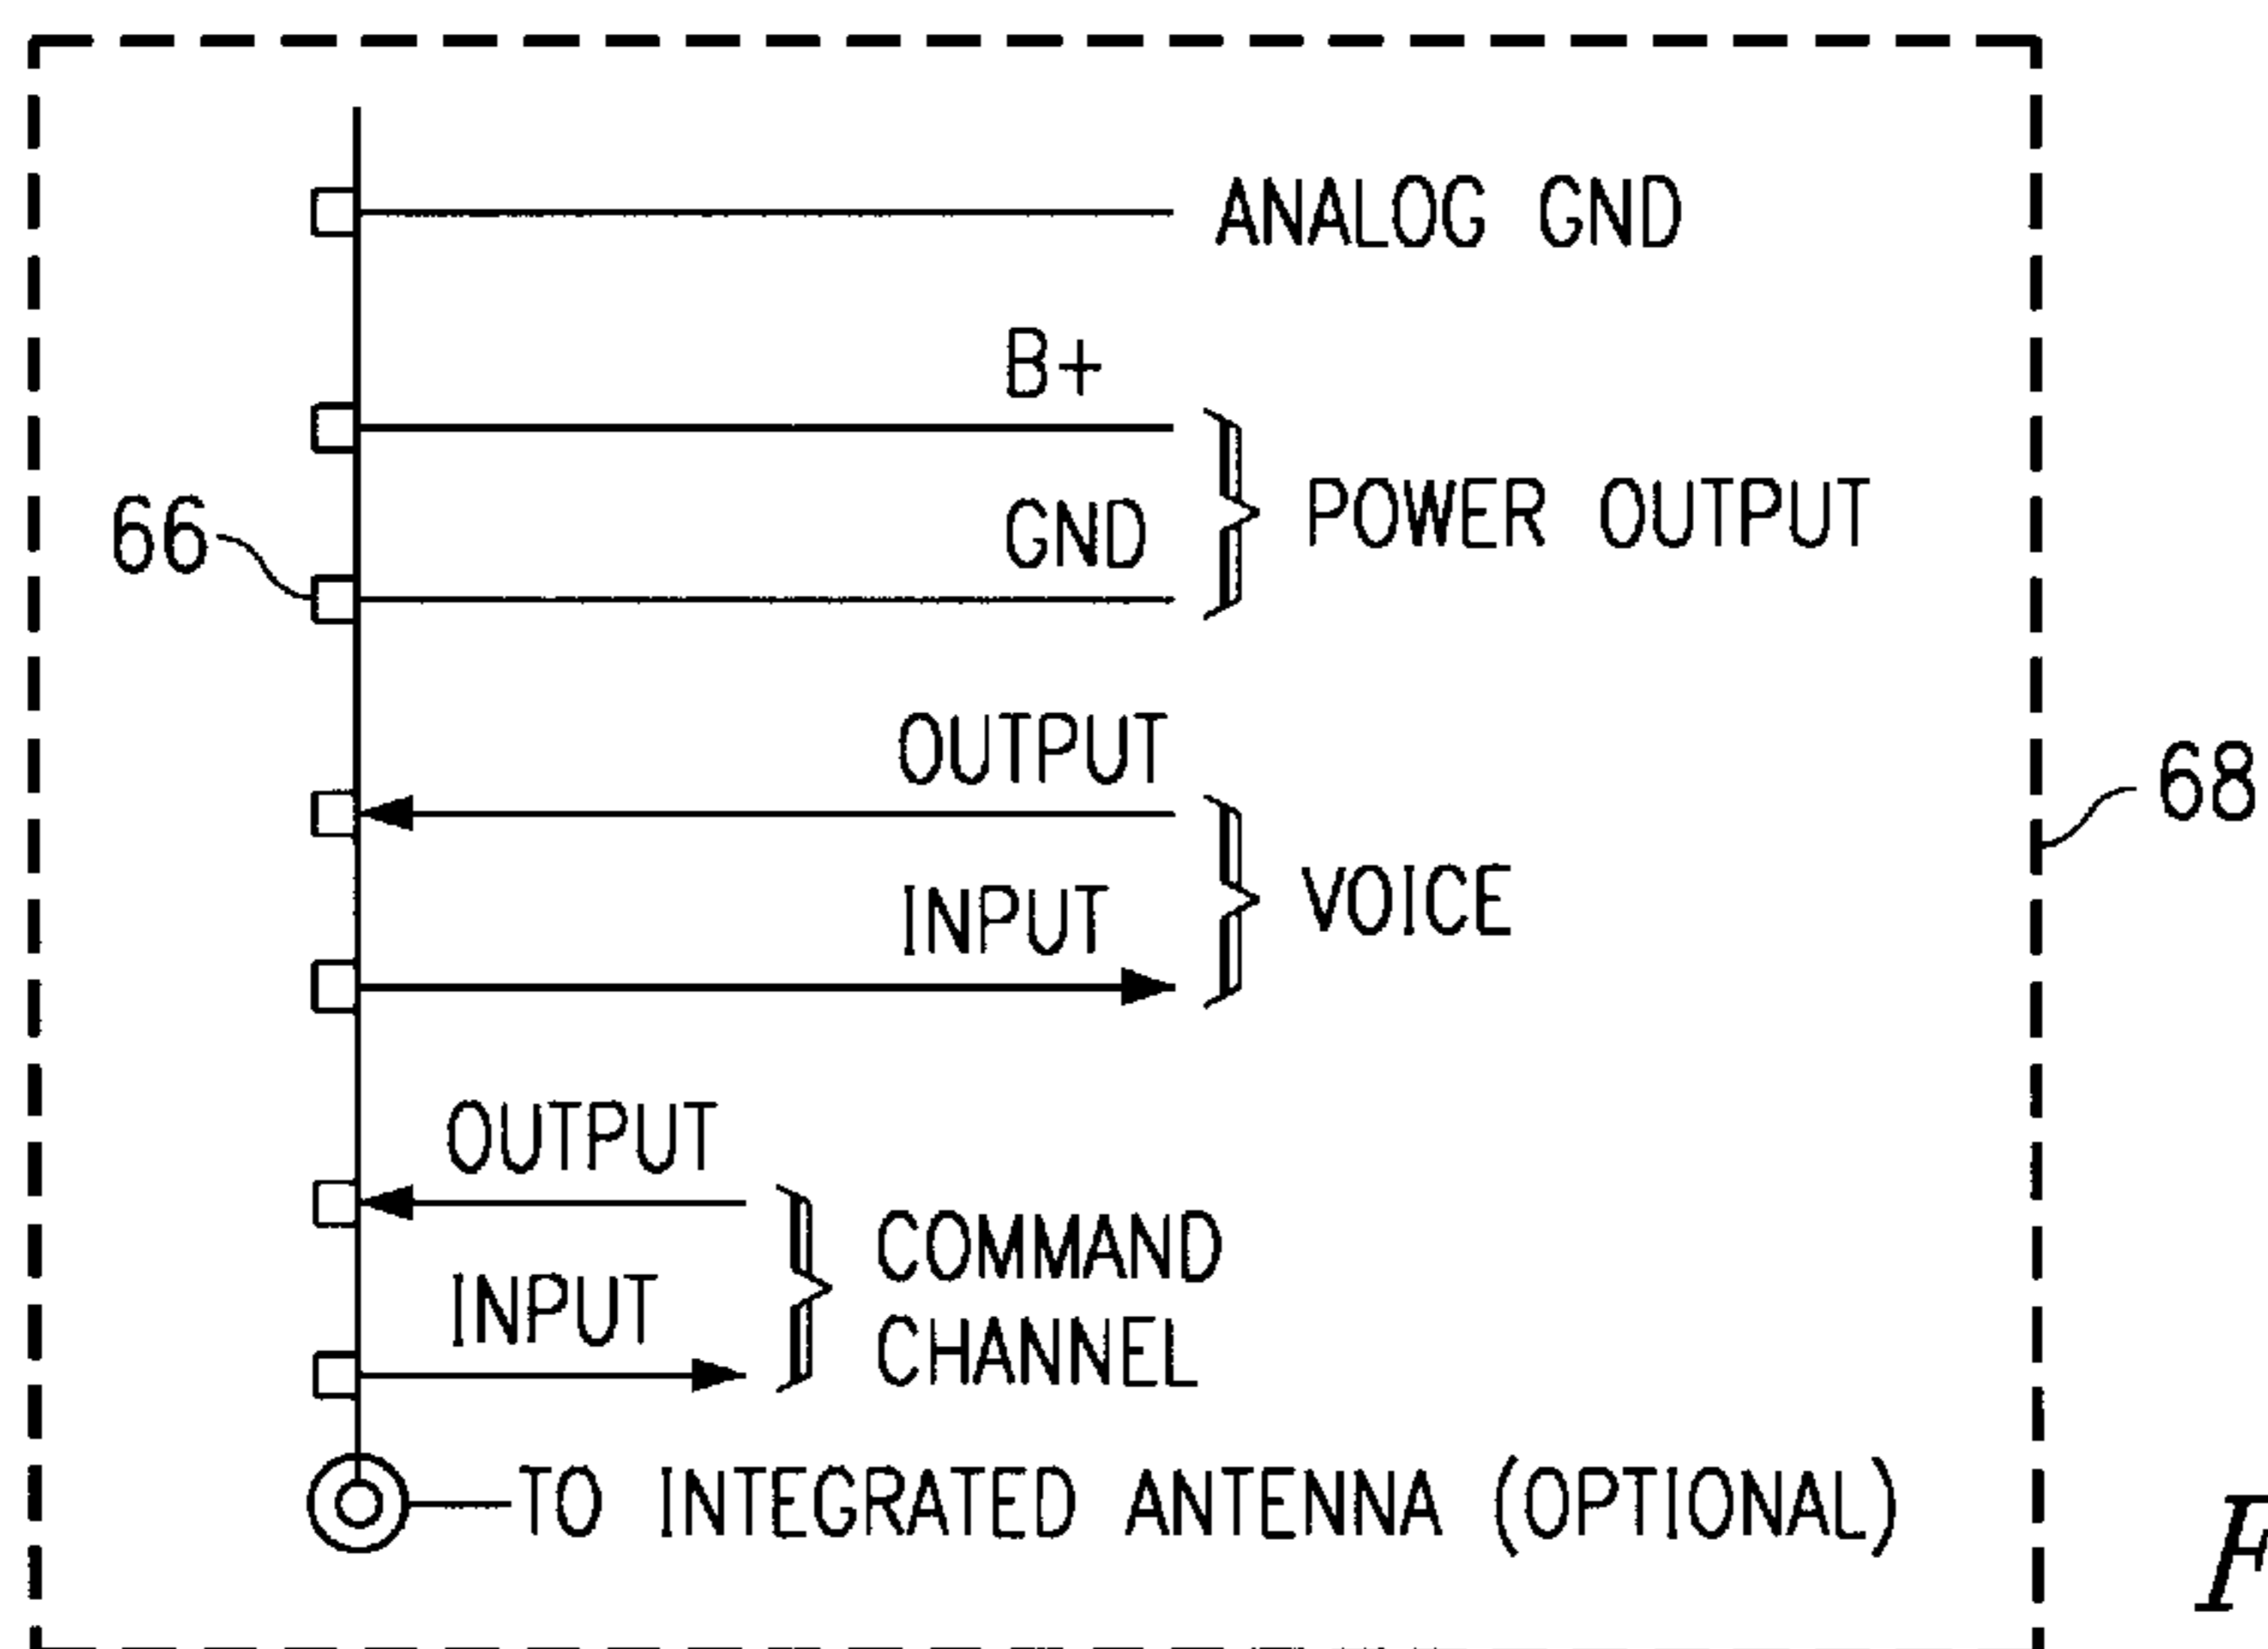 ANALOG GND
B+
GND
POWER OUTPUT
66
OUTPUT
INPUT
VOICE
68
OUTPUT
INPUT
COMMAND
CHANNEL
TO INTEGRATED ANTENNA (OPTIONAL)
F